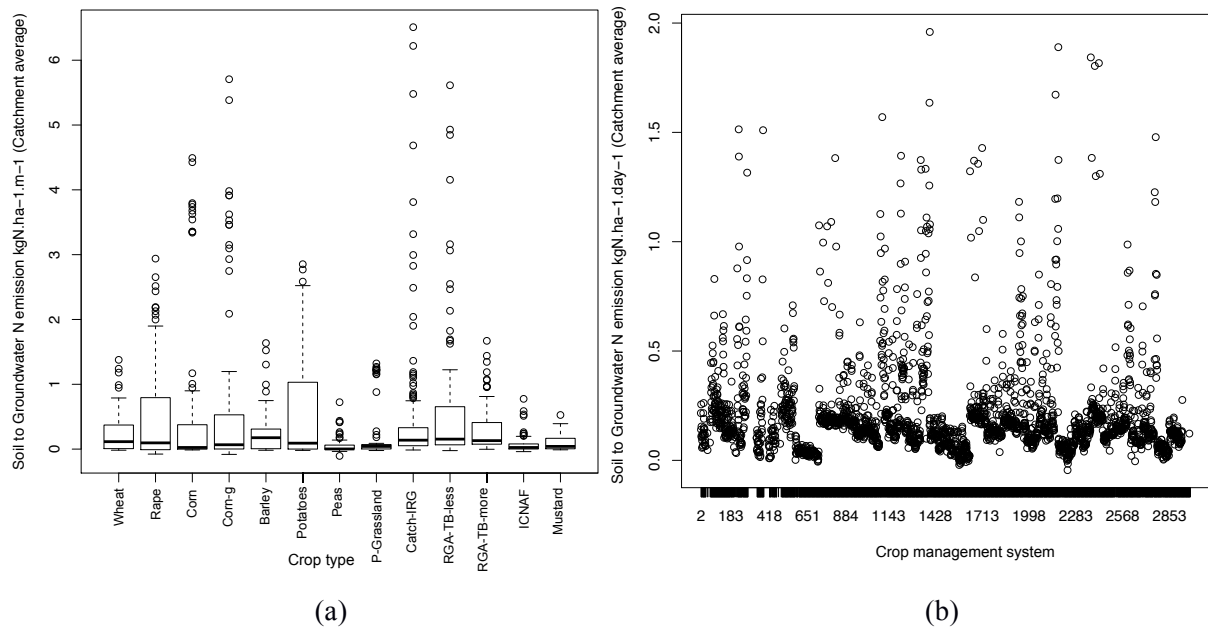 Soil to Groundwater N emission kgN.ha−1.m−1 (Catchment average)
6
5
4
3
2
1
0
Wheat
Rape
Corn
Corn-g
Barley
Potatoes
Peas
P-Grassland
Catch-IRG
RGA-TB-less
RGA-TB-more
ICNAF
Mustard
Crop type
(a)
Soil to Groundwater N emission kgN.ha−1.day−1 (Catchment average)
2.0
1.5
1.0
0.5
0.0
2 183 418 651 884 1143 1428 1713 1998 2283 2568 2853
Crop management system
(b)